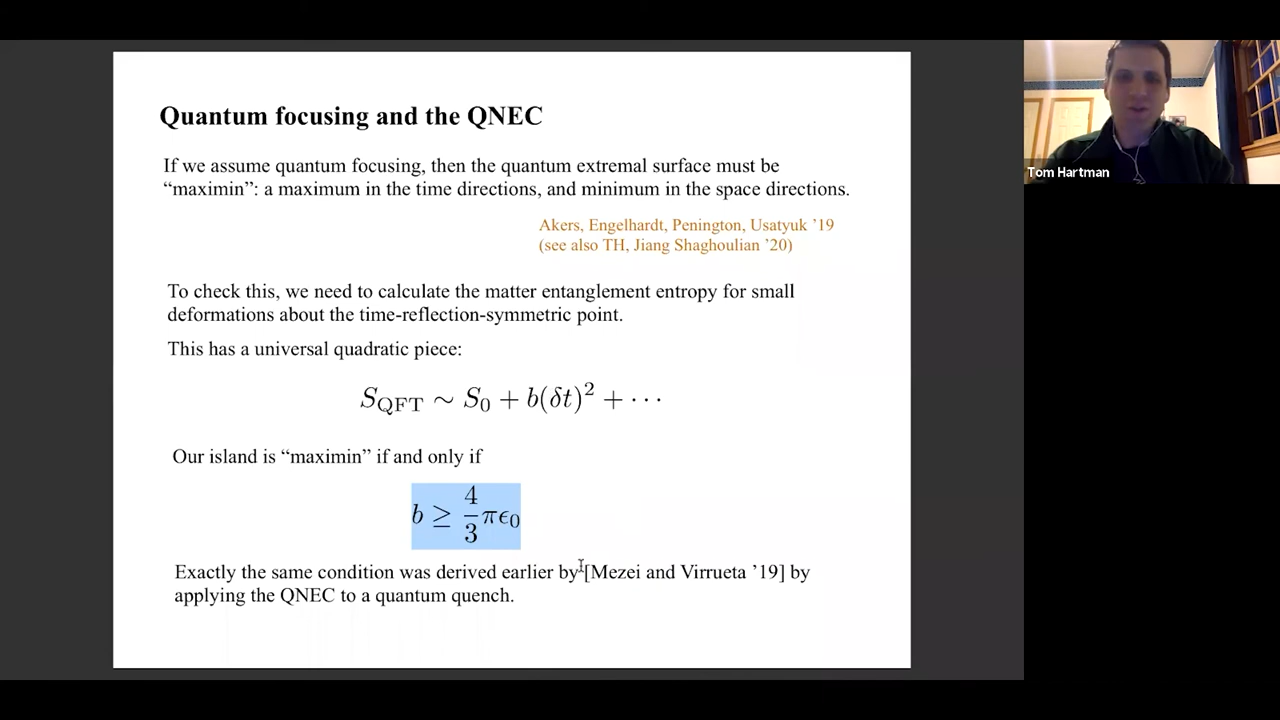 Quantum focusing and the QNEC
If we assume quantum focusing, then the quantum extremal surface must be
“maximin”: a maximum in the time directions, and minimum in the space directions.
Akers, Engelhardt, Penington, Usatyuk ’19
(see also TH, Jiang Shaghoulian ’20)
To check this, we need to calculate the matter entanglement entropy for small
deformations about the time-reflection-symmetric point.
This has a universal quadratic piece:
S_QFT ∼ S_0 + b(δt)^2 + ···
Our island is “maximin” if and only if
b ≥ 4/3 πϵ_0
Exactly the same condition was derived earlier by [Mezei and Virrueta ’19] by
applying the QNEC to a quantum quench.
Tom Hartman